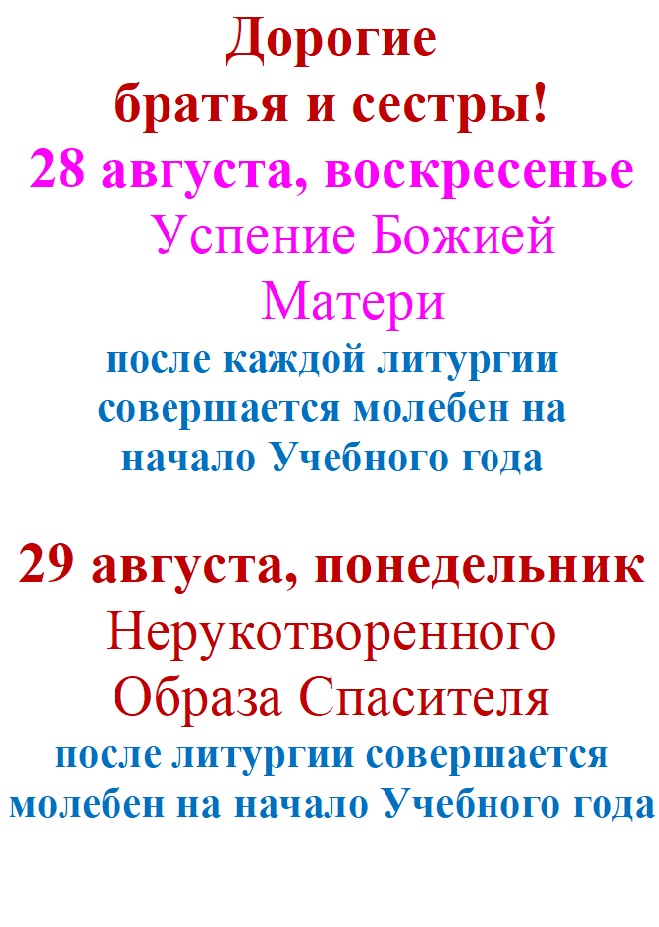 Дорогие
братья и сестры!
28 августа, воскресенье
Успение Божией
Матери
после каждой литургии
совершается молебен на
начало Учебного года
29 августа, понедельник
Нерукотворенного
Образа Спасителя
после литургии совершается
молебен на начало Учебного года